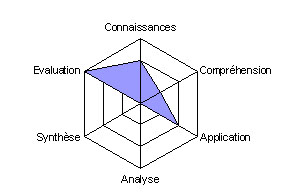 Connaissances
Evaluation
Compréhension
Synthèse
Application
Analyse